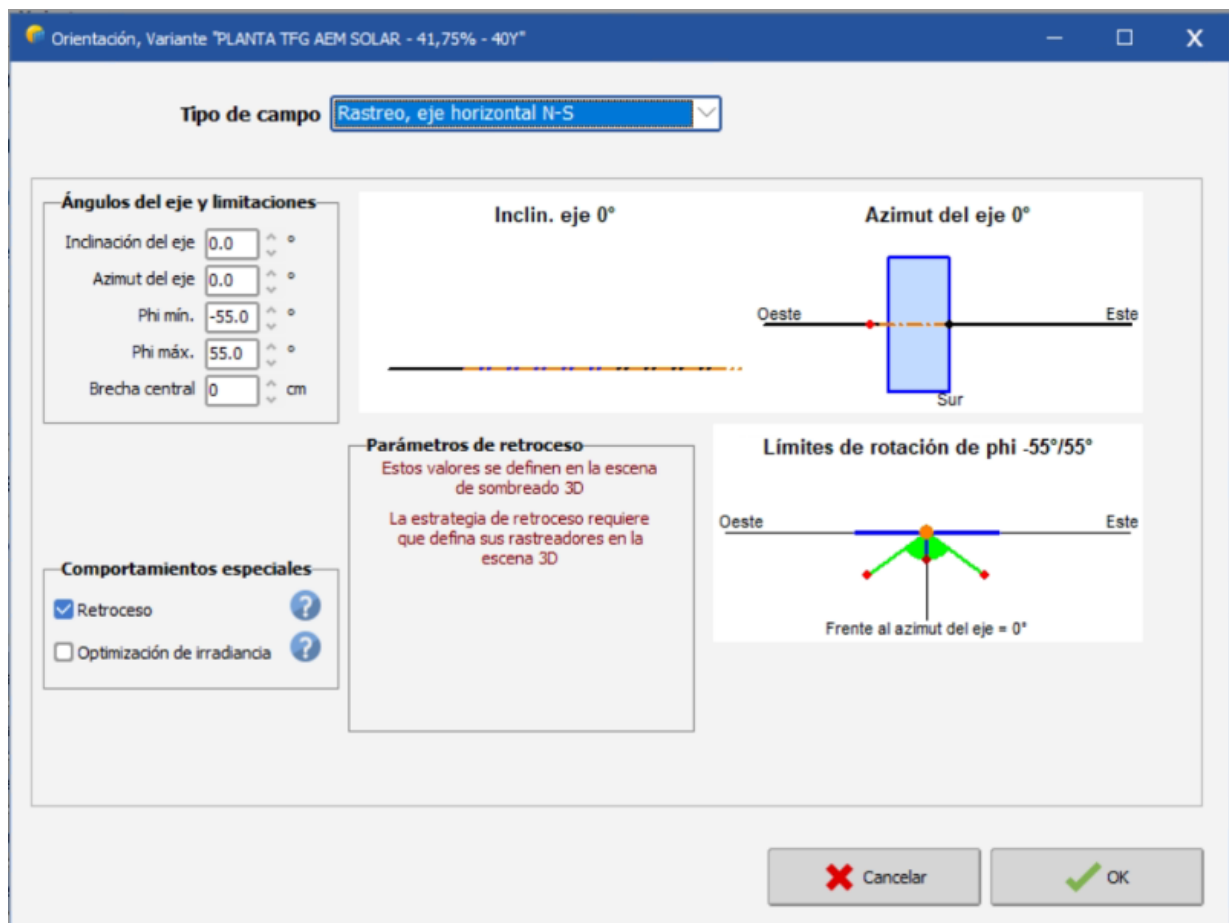 Orientación, Variante "PLANTA TFG AEM SOLAR - 41,75% - 40Y"
Tipo de campo Rastreo, eje horizontal N-S
Ángulos del eje y limitaciones
Inclinación del eje 0.0 º
Azimut del eje 0.0 º
Phi mín. -55.0 º
Phi máx. 55.0 º
Brecha central 0 cm
Inclin. eje 0°
Azimut del eje 0°
Oeste Este
Sur
Comportamientos especiales
Retroceso ?
Optimización de irradiancia ?
Parámetros de retroceso
Estos valores se definen en la escena
de sombreado 3D
La estrategia de retroceso requiere
que defina sus rastreadores en la
escena 3D
Límites de rotación de phi -55°/55°
Oeste Este
Frente al azimut del eje = 0°
Cancelar OK